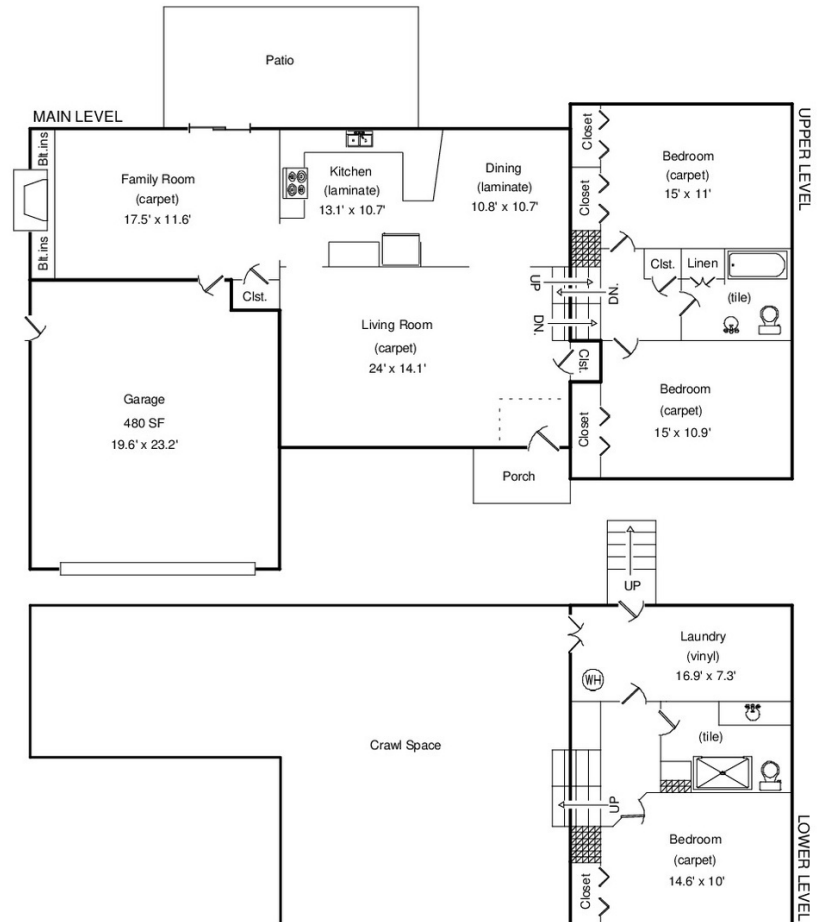 Patio
MAIN LEVEL
UPPER LEVEL
Blt.ins
Blt.ins
Family Room
(carpet)
17.5' x 11.6'
Kitchen
(laminate)
13.1' x 10.7'
Dining
(laminate)
10.8' x 10.7'
Closet
Closet
Bedroom
(carpet)
15' x 11'
Clst.
Linen
(tile)
Clst.
UP
DN.
DN.
Living Room
(carpet)
24' x 14.1'
Clst.
Garage
480 SF
19.6' x 23.2'
Closet
Bedroom
(carpet)
15' x 10.9'
Porch
UP
Laundry
(vinyl)
16.9' x 7.3'
WH
(tile)
Crawl Space
UP
Bedroom
(carpet)
14.6' x 10'
Closet
LOWER LEVEL